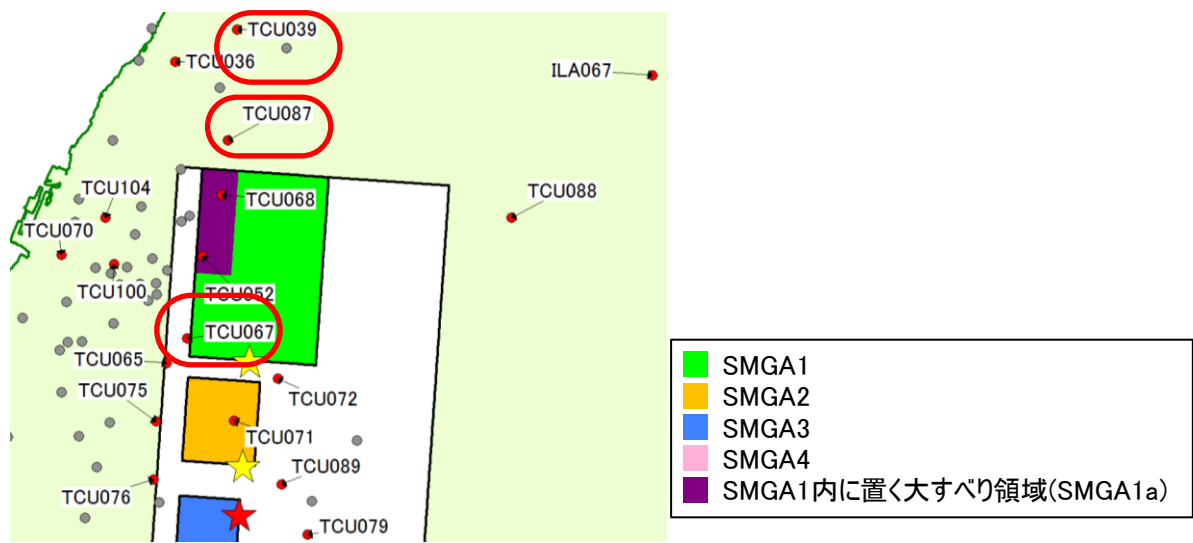 TCU039
TCU036
ILA067
TCU087
TCU104
TCU068
TCU088
TCU070
TCU100
TCU052
TCU067
TCU065
TCU072
TCU075
TCU071
TCU089
TCU076
TCU079
SMGA1
SMGA2
SMGA3
SMGA4
SMGA1内に置く大すべり領域(SMGA1a)